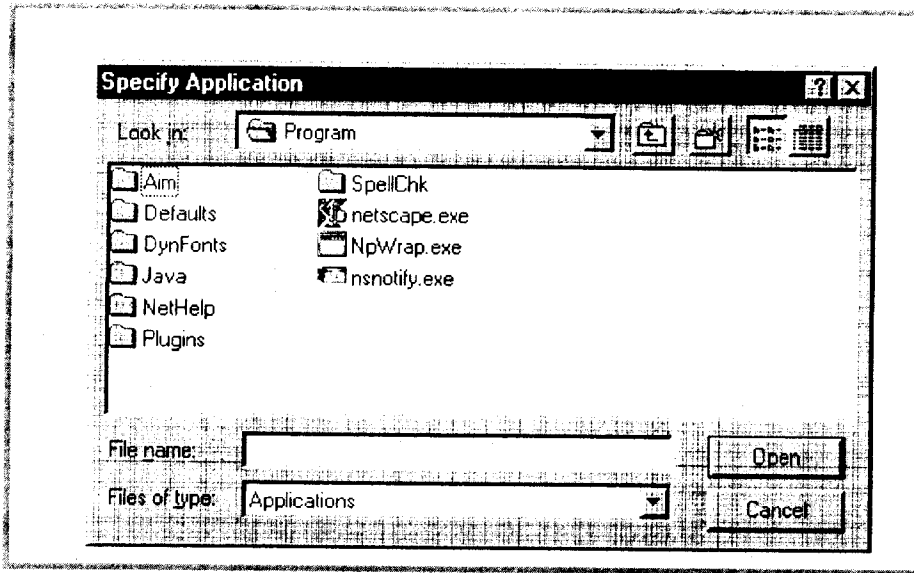 Specify Application
Look in: Program
Aim
Defaults
DynFonts
Java
NetHelp
Plugins
SpellChk
netscape.exe
NpWrap.exe
nsnotify.exe
File name:
Open
Files of type: Applications
Cancel